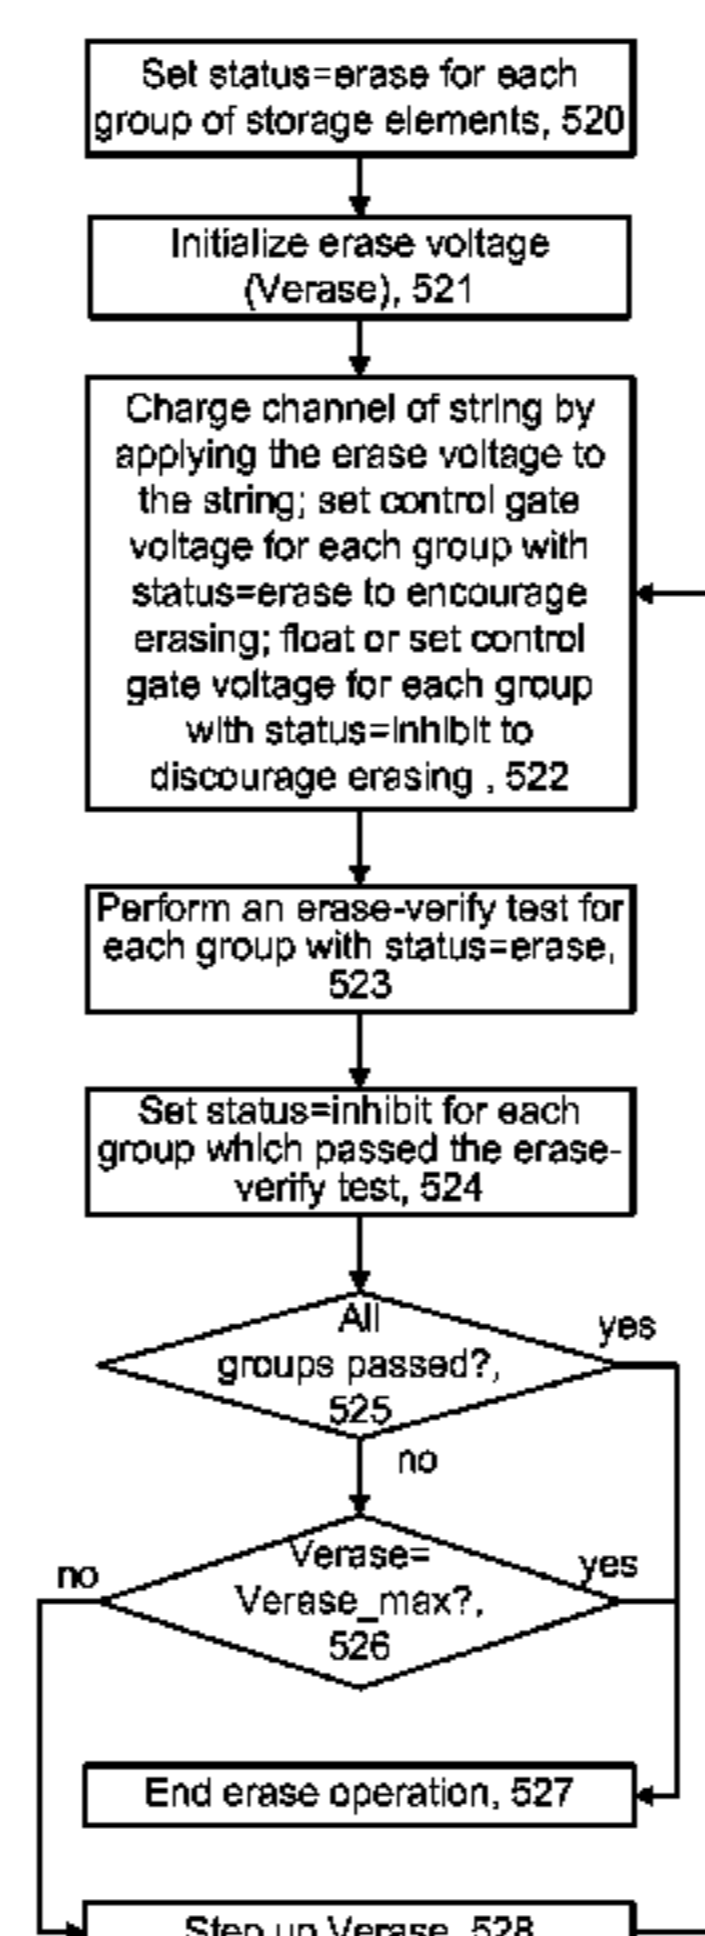 Set status=erase for each
group of storage elements, 520
Initialize erase voltage
(Verase), 521
Charge channel of string by
applying the erase voltage to
the string; set control gate
voltage for each group with
status=erase to encourage
erasing; float or set control
gate voltage for each group
with status=inhibit to
discourage erasing , 522
Perform an erase-verify test for
each group with status=erase,
523
Set status=inhibit for each
group which passed the erase-
verify test, 524
All
groups passed?,
525
yes
no
Verase=
Verase_max?,
526
no
yes
End erase operation, 527
Step up Verase, 528